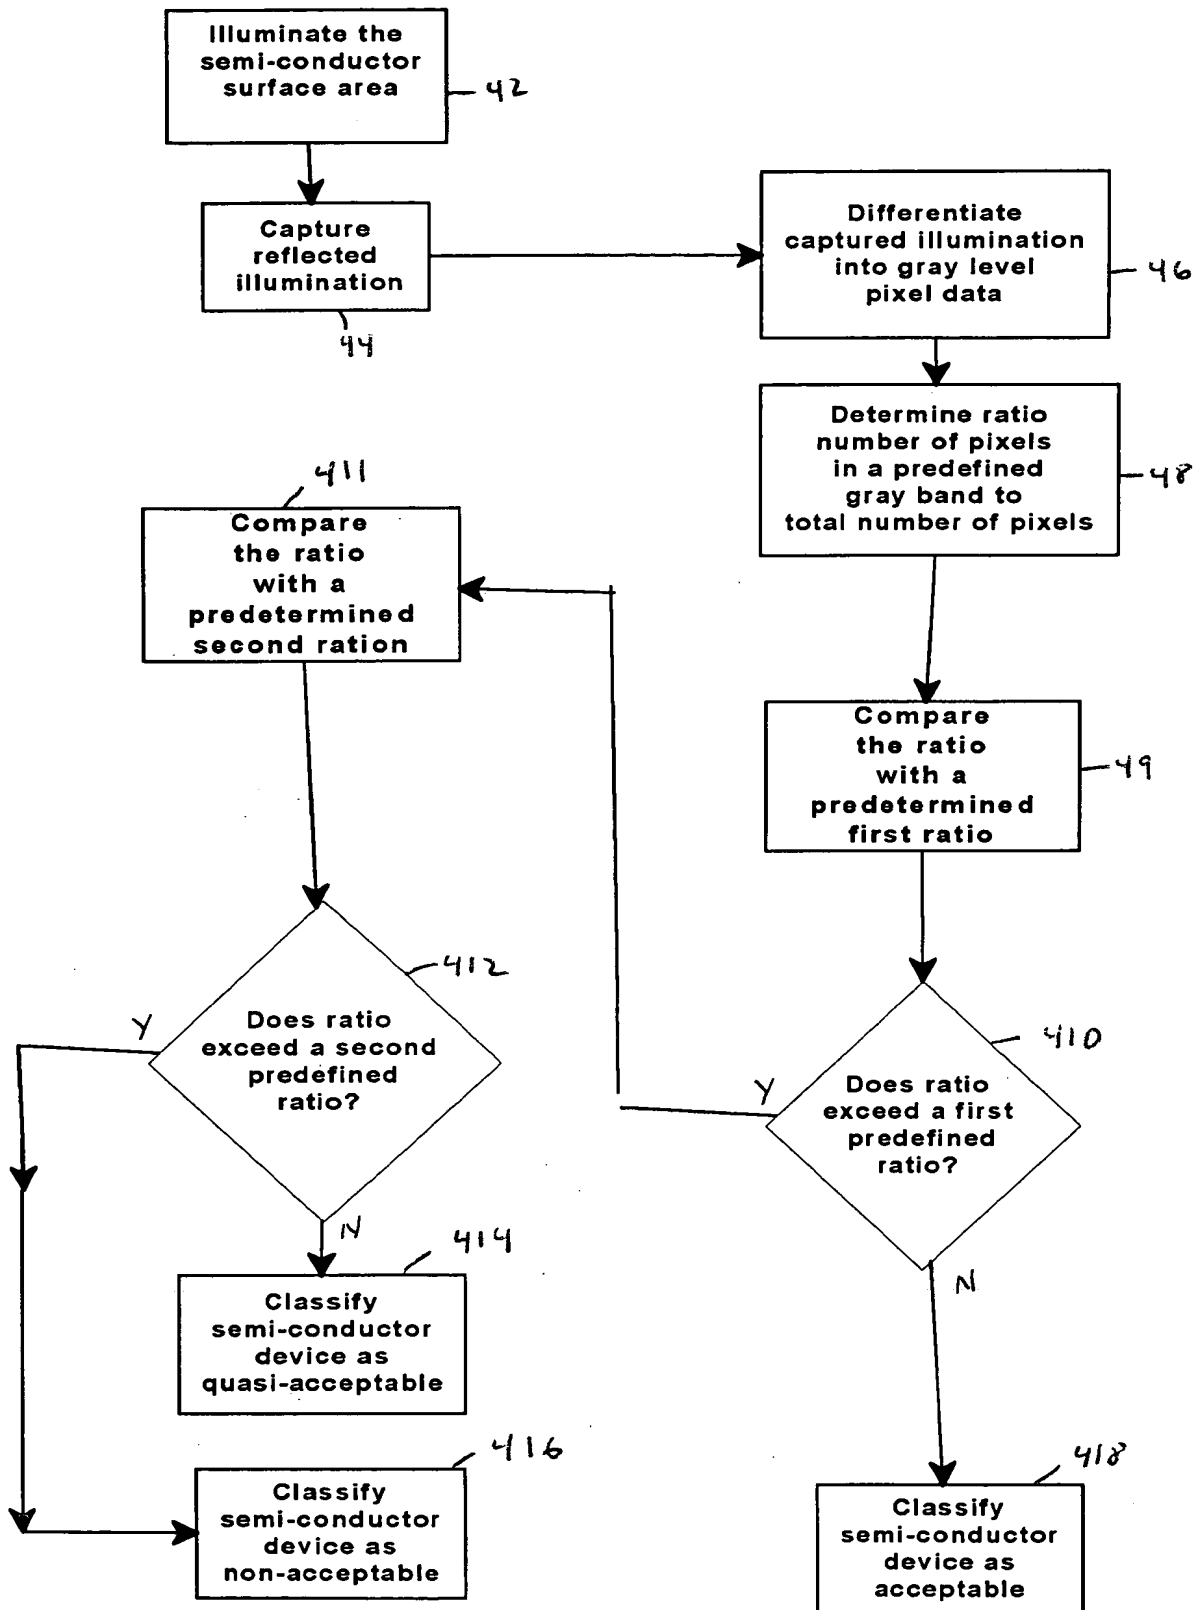 Illuminate the
semi-conductor
surface area
42
Capture
reflected
illumination
44
Differentiate
captured illumination
into gray level
pixel data
46
Determine ratio
number of pixels
in a predefined
gray band to
total number of pixels
48
Compare
the ratio
with a
predetermined
first ratio
49
Does ratio
exceed a first
predefined
ratio?
410
Y
N
411
Compare
the ratio
with a
predetermined
second ration
Does ratio
exceed a second
predefined
ratio?
412
Y
N
414
Classify
semi-conductor
device as
quasi-acceptable
416
Classify
semi-conductor
device as
non-acceptable
418
Classify
semi-conductor
device as
acceptable